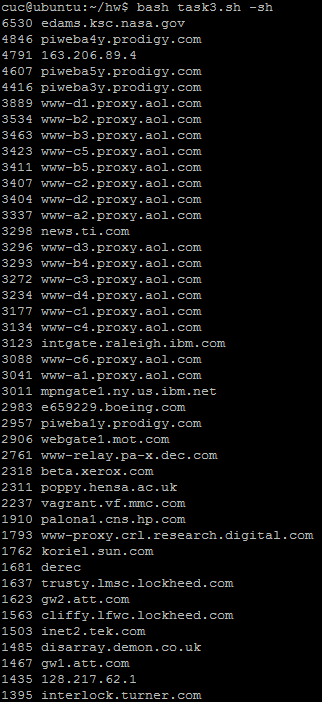 cuc@ubuntu:~/hw$ bash task3.sh -sh
6530 edams.ksc.nasa.gov
4846 piweba4y.prodigy.com
4791 163.206.89.4
4607 piweba5y.prodigy.com
4416 piweba3y.prodigy.com
3889 www-d1.proxy.aol.com
3534 www-b2.proxy.aol.com
3463 www-b3.proxy.aol.com
3423 www-c5.proxy.aol.com
3411 www-b5.proxy.aol.com
3407 www-c2.proxy.aol.com
3404 www-d2.proxy.aol.com
3337 www-a2.proxy.aol.com
3298 news.ti.com
3296 www-d3.proxy.aol.com
3293 www-b4.proxy.aol.com
3272 www-c3.proxy.aol.com
3234 www-d4.proxy.aol.com
3177 www-c1.proxy.aol.com
3134 www-c4.proxy.aol.com
3123 intgate.raleigh.ibm.com
3088 www-c6.proxy.aol.com
3041 www-a1.proxy.aol.com
3011 mpngate1.ny.us.ibm.net
2983 e659229.boeing.com
2957 piweba1y.prodigy.com
2906 webgate1.mot.com
2761 www-relay.pa-x.dec.com
2318 beta.xerox.com
2311 poppy.hensa.ac.uk
2237 vagrant.vf.mmc.com
1910 palona1.cns.hp.com
1793 www-proxy.crl.research.digital.com
1762 koriel.sun.com
1681 derec
1637 trusty.lmsc.lockheed.com
1623 gw2.att.com
1563 cliffy.lfwc.lockheed.com
1503 inet2.tek.com
1485 disarray.demon.co.uk
1467 gw1.att.com
1435 128.217.62.1
1395 interlock.turner.com